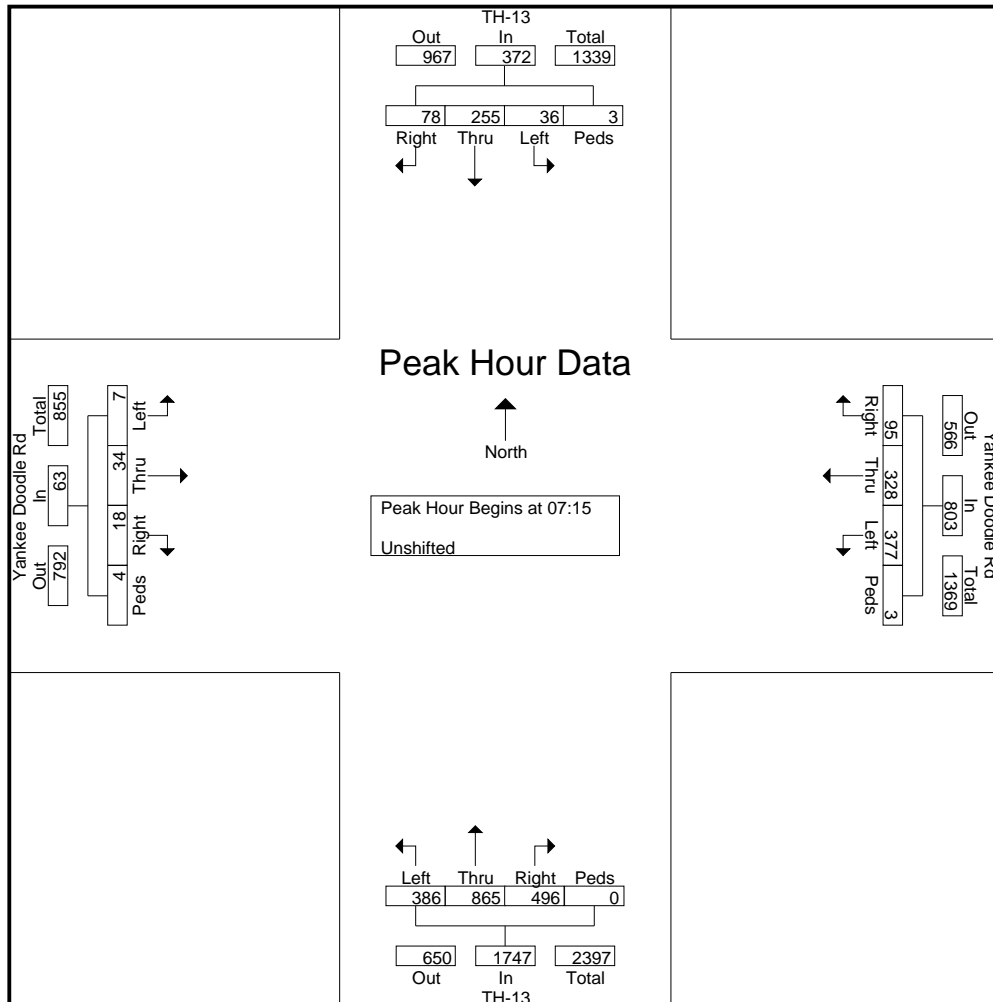 TH-13
Out In Total
967 372 1339
78 255 36 3
Right Thru Left Peds
Peak Hour Data
North
Peak Hour Begins at 07:15
Unshifted
Yankee Doodle Rd
Total In Out
855 63 792
7 34 18 4
Left Thru Right Peds
Right Thru Left Peds
95 328 377 3
566 803 1369
Out In Total
Yankee Doodle Rd
Left Thru Right Peds
386 865 496 0
650 1747 2397
Out In Total
TH-13